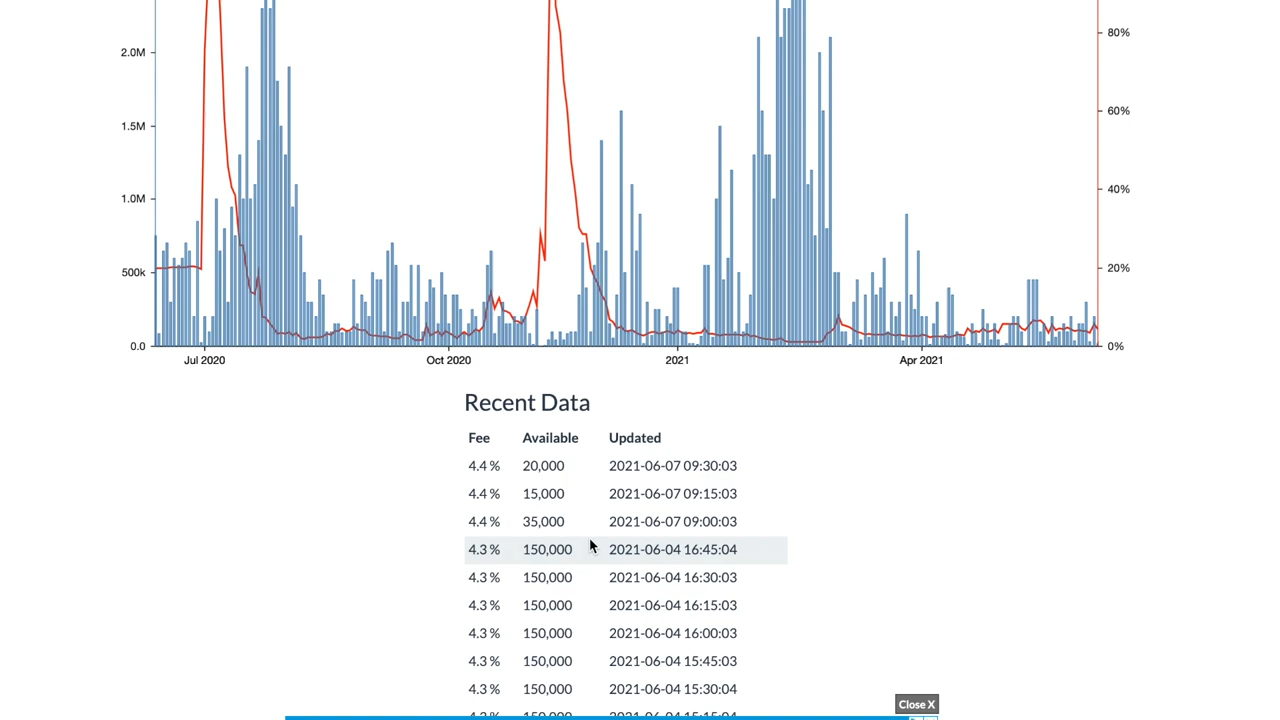 80%
2.0M
60%
1.5M
1.0M
40%
500k
20%
0.0
0%
Jul 2020
Oct 2020
2021
Apr 2021
Recent Data
Fee Available Updated
4.4 % 20,000 2021-06-07 09:30:03
4.4 % 15,000 2021-06-07 09:15:03
4.4 % 35,000 2021-06-07 09:00:03
4.3 % 150,000 2021-06-04 16:45:04
4.3 % 150,000 2021-06-04 16:30:03
4.3 % 150,000 2021-06-04 16:15:03
4.3 % 150,000 2021-06-04 16:00:03
4.3 % 150,000 2021-06-04 15:45:03
4.3 % 150,000 2021-06-04 15:30:04
Close X